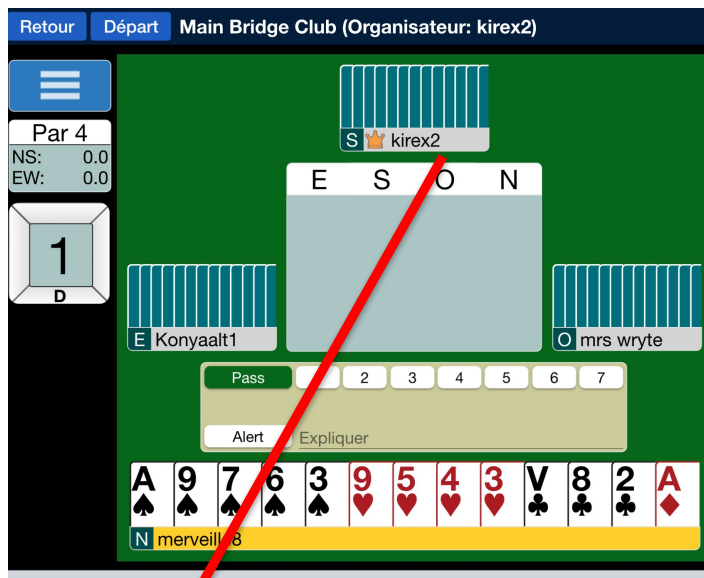 Retour Départ Main Bridge Club (Organisateur: kirex2)
S kirex2
Par 4
NS: 0.0
EW: 0.0
E S O N
1
D
E Konyaalt1
O mrs wryte
Pass 2 3 4 5 6 7
Alert Expliquer
A 9 7 6 3 9 5 4 3 V 8 2 A
N